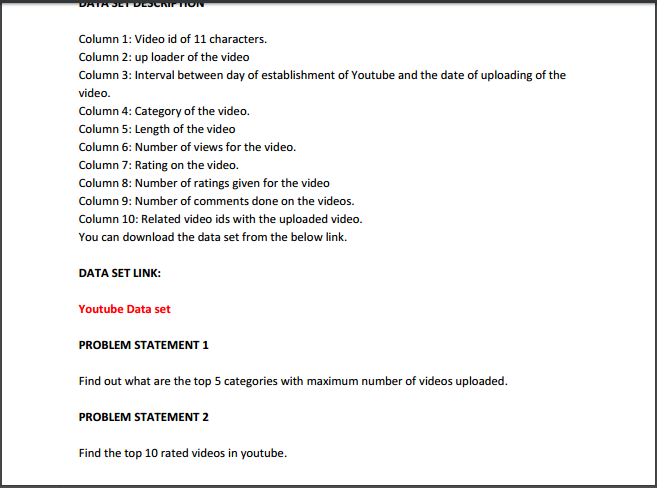 DATA SET DESCRIPTION
Column 1: Video id of 11 characters.
Column 2: up loader of the video
Column 3: Interval between day of establishment of Youtube and the date of uploading of the
video.
Column 4: Category of the video.
Column 5: Length of the video
Column 6: Number of views for the video.
Column 7: Rating on the video.
Column 8: Number of ratings given for the video
Column 9: Number of comments done on the videos.
Column 10: Related video ids with the uploaded video.
You can download the data set from the below link.
DATA SET LINK:
Youtube Data set
PROBLEM STATEMENT 1
Find out what are the top 5 categories with maximum number of videos uploaded.
PROBLEM STATEMENT 2
Find the top 10 rated videos in youtube.